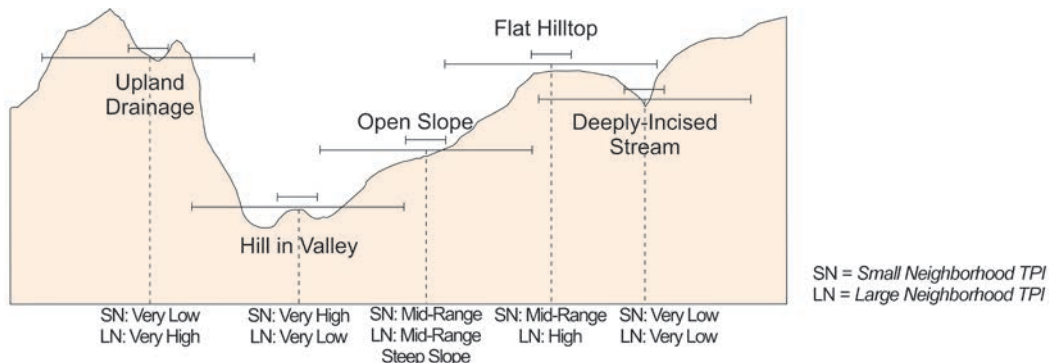 Flat Hilltop
Upland
Drainage
Open Slope
Deeply-Incised
Stream
Hill in Valley
SN = Small Neighborhood TPI
LN = Large Neighborhood TPI
SN: Very Low
LN: Very High
SN: Very High
LN: Very Low
SN: Mid-Range
LN: Mid-Range
Steep Slope
SN: Mid-Range
LN: High
SN: Very Low
LN: Very Low